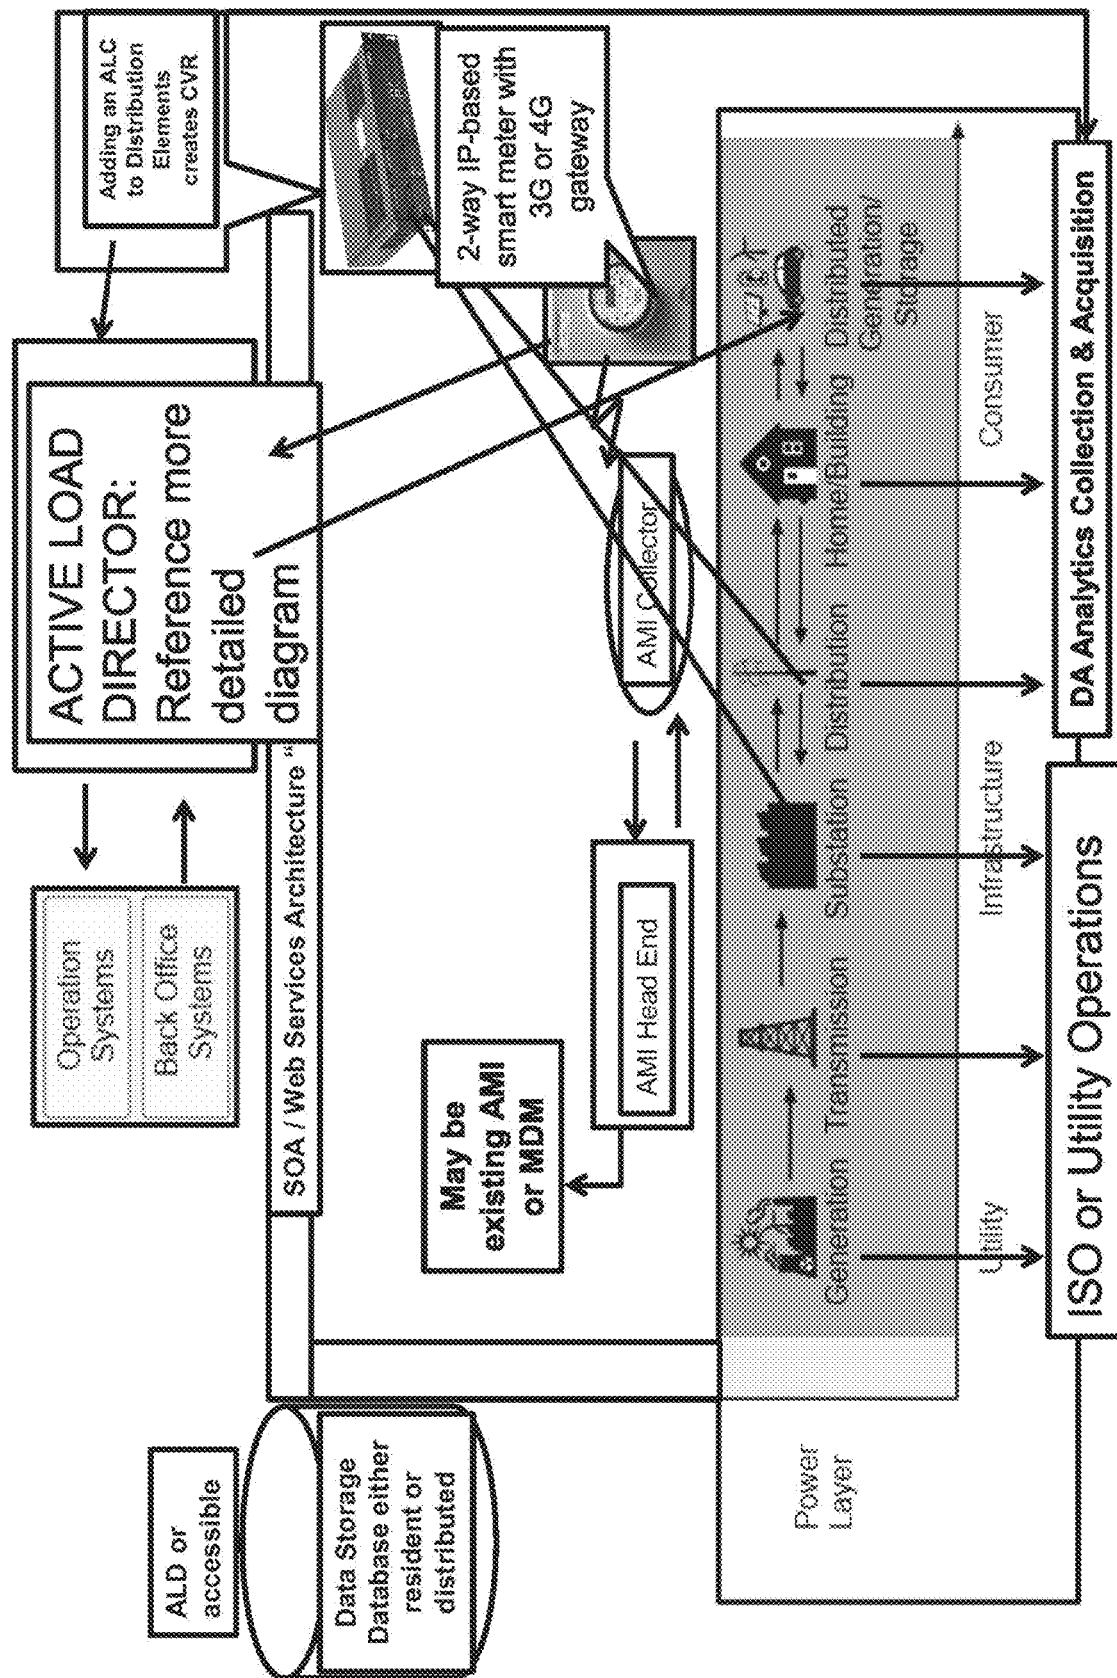 ALD or
accessible
Data Storage
Database either
resident or
distributed
Operation
Systems
Back Office
Systems
ACTIVE LOAD
DIRECTOR:
Reference more
detailed
diagram
Adding an ALC
to Distribution
Elements
creates CVR
SOA / Web Services Architecture "
2-way IP-based
smart meter with
3G or 4G
gateway
May be
existing AMI
or MDM
AMI Head End
AMI Collector
Power
Layer
Generation
Transmission
Substation
Distribution
Home/Building
Distributed
Generation/
Storage
Utility
Infrastructure
Consumer
ISO or Utility Operations
DA Analytics Collection & Acquisition